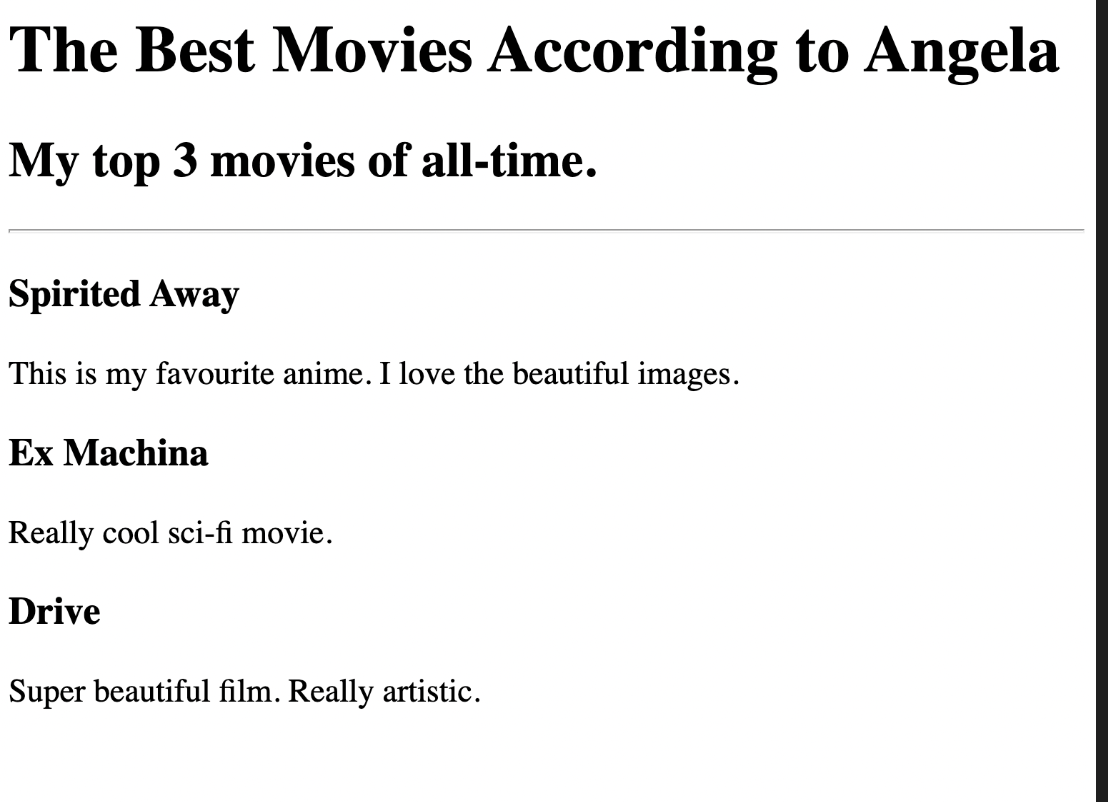 The Best Movies According to Angela
My top 3 movies of all-time.
Spirited Away
This is my favourite anime. I love the beautiful images.
Ex Machina
Really cool sci-fi movie.
Drive
Super beautiful film. Really artistic.